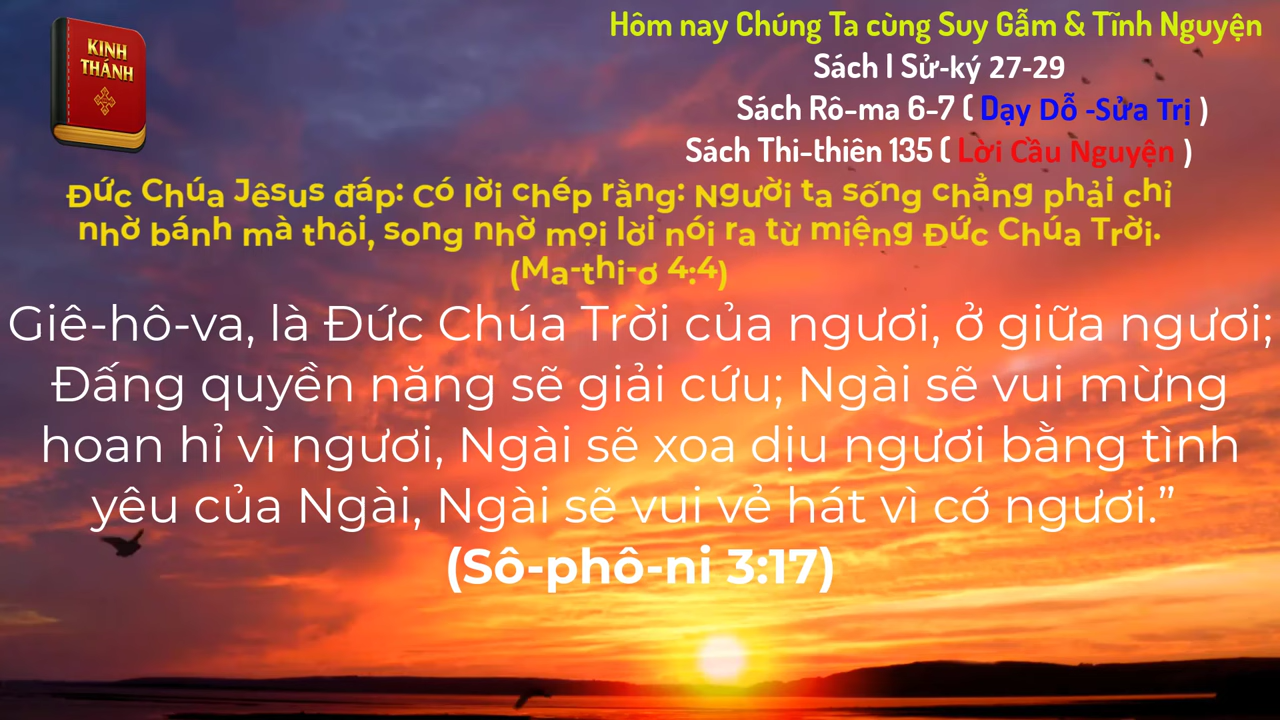 KINH
THÁNH
Hôm nay Chúng Ta cùng Suy Gẫm & Tĩnh Nguyện
Sách I Sử-ký 27-29
Sách Rô-ma 6-7 ( Dạy Dỗ -Sửa Trị )
Sách Thi-thiên 135 ( Lời Cầu Nguyện )
Đức Chúa Jêsus đáp: Có lời chép rằng: Người ta sống chẳng phải chỉ
nhờ bánh mà thôi, song nhờ mọi lời nói ra từ miệng Đức Chúa Trời.
(Ma-thi-ơ 4:4)
Giê-hô-va, là Đức Chúa Trời của ngươi, ở giữa ngươi;
Đấng quyền năng sẽ giải cứu; Ngài sẽ vui mừng
hoan hỉ vì ngươi, Ngài sẽ xoa dịu ngươi bằng tình
yêu của Ngài, Ngài sẽ vui vẻ hát vì cớ ngươi.”
(Sô-phô-ni 3:17)